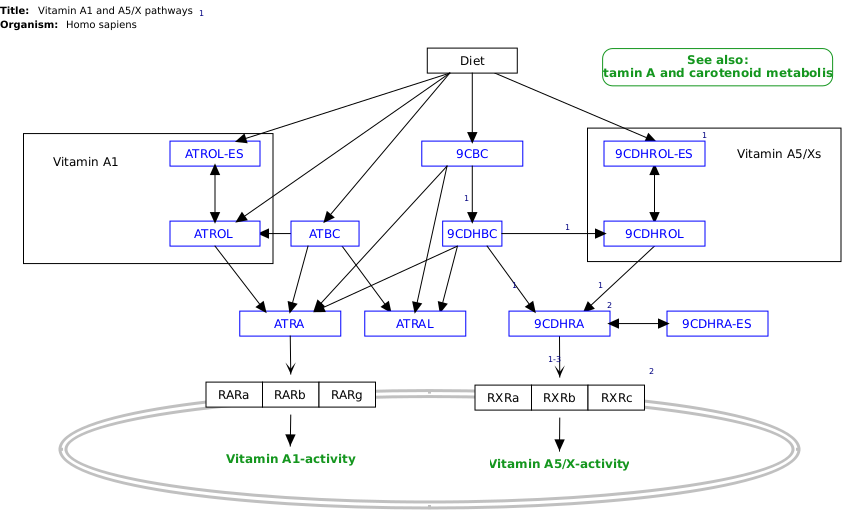 Title: Vitamin A1 and A5/X pathways 1
Organism: Homo sapiens
Diet
See also:
tamin A and carotenoid metabolis
1
Vitamin A1
ATROL-ES
9CBC
9CDHROL-ES
Vitamin A5/Xs
1
ATROL
ATBC
9CDHBC
1
9CDHROL
1
1
2
ATRA
ATRAL
9CDHRA
9CDHRA-ES
1-3
2
RARa RARb RARg
RXRa RXRb RXRc
Vitamin A1-activity
Vitamin A5/X-activity